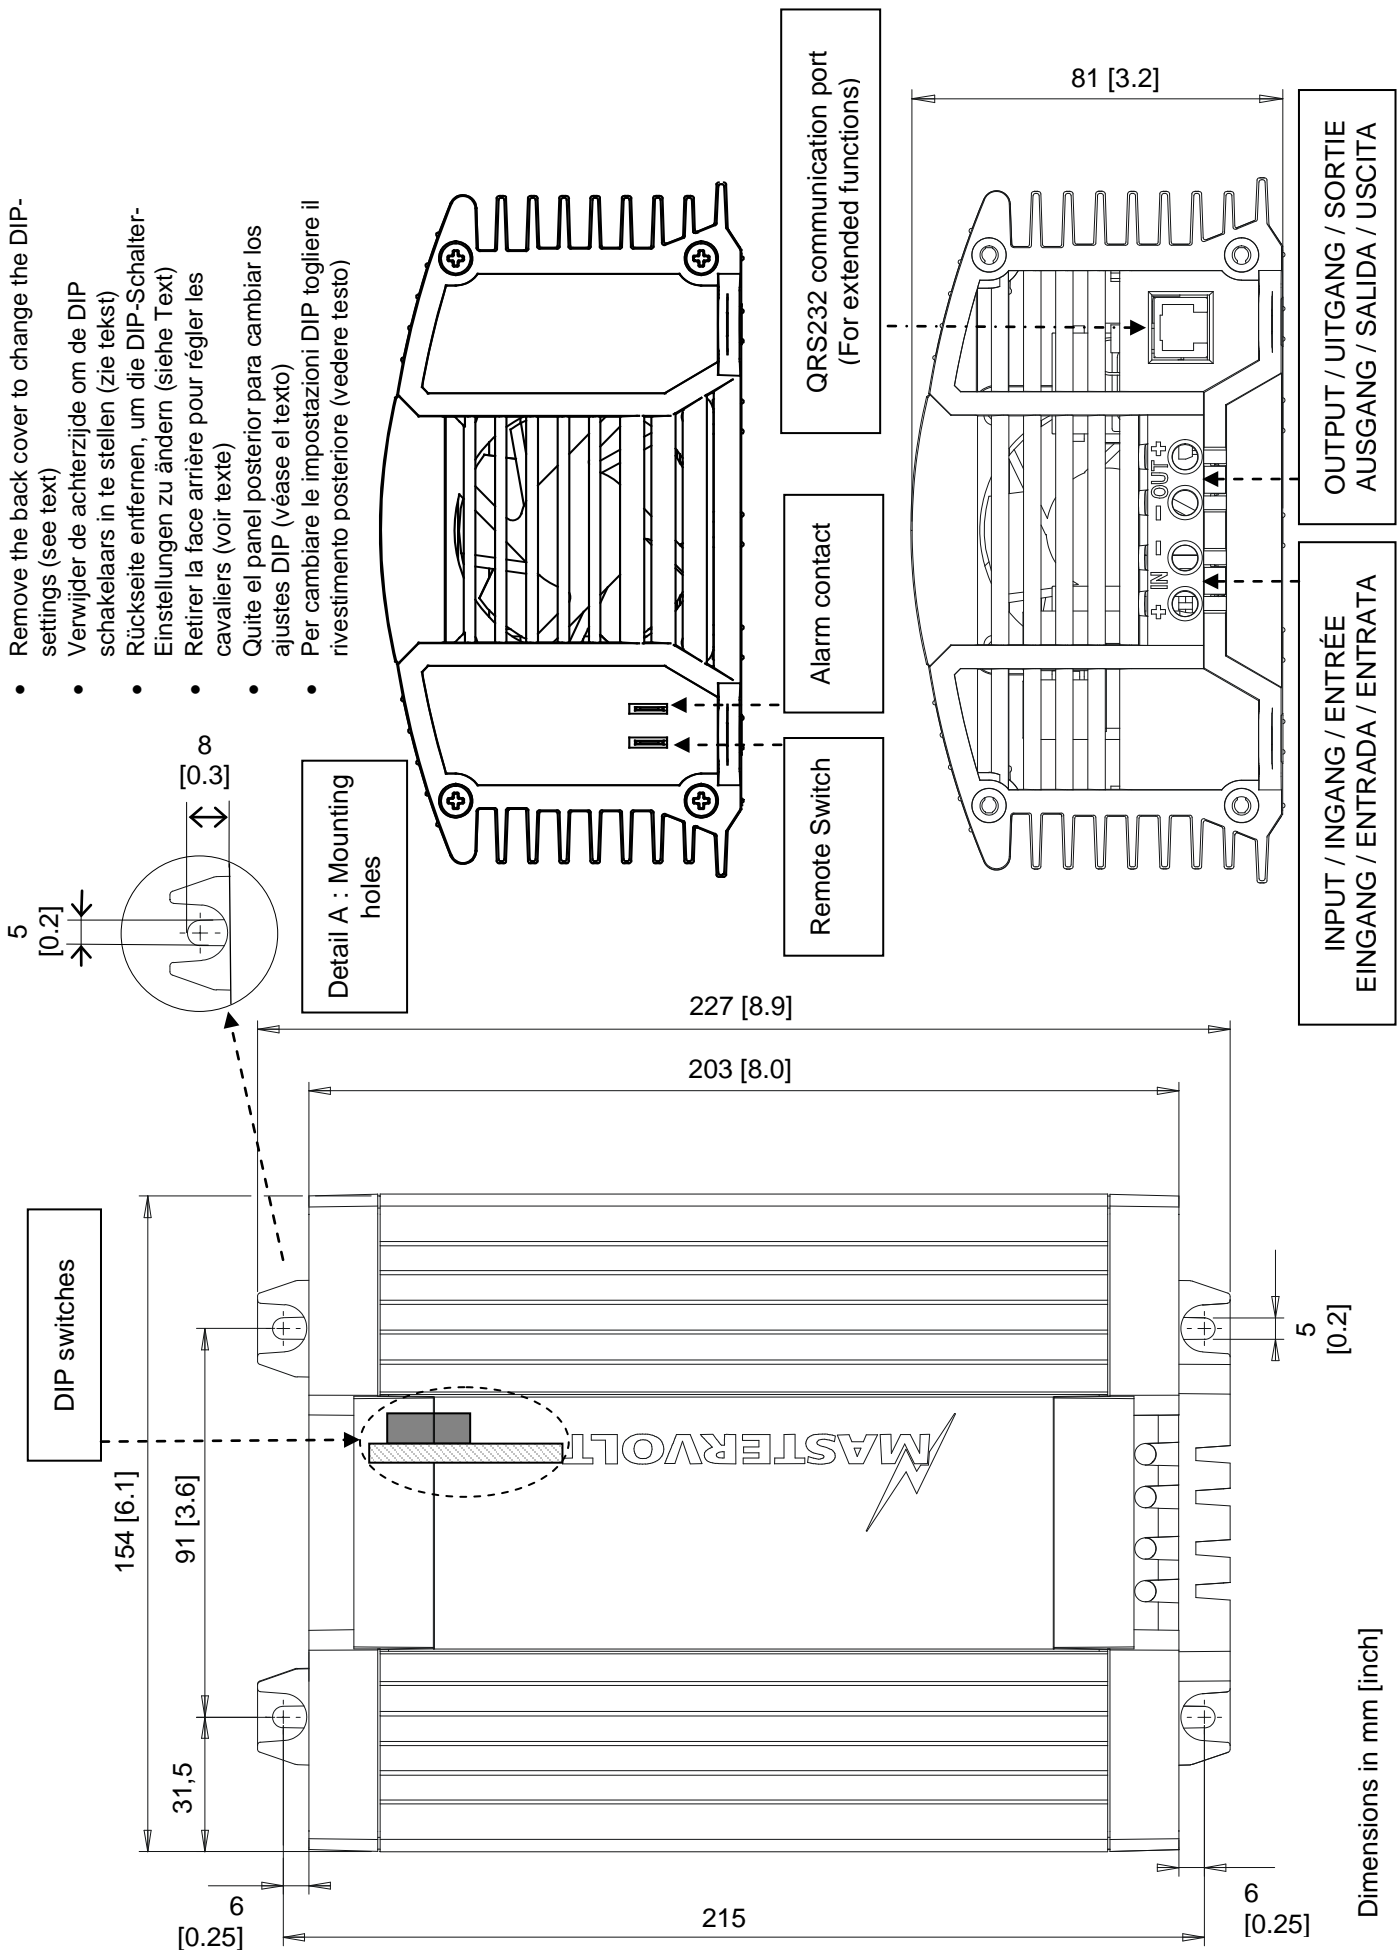 • Remove the back cover to change the DIP-
settings (see text)
• Verwijder de achterzijde om de DIP
schakelaars in te stellen (zie tekst)
• Rückseite entfernen, um die DIP-Schalter-
Einstellungen zu ändern (siehe Text)
• Retirer la face arrière pour régler les
cavaliers (voir texte)
• Quite el panel posterior para cambiar los
ajustes DIP (véase el texto)
• Per cambiare le impostazioni DIP togliere il
rivestimento posteriore (vedere testo)
5
[0.2]
8
[0.3]
Detail A : Mounting
holes
DIP switches
154 [6.1]
91 [3.6]
31,5
6
[0.25]
215
6
[0.25]
5
[0.2]
203 [8.0]
227 [8.9]
MASTERVOLT
Remote Switch
Alarm contact
QRS232 communication port
(For extended functions)
81 [3.2]
+ IN - - OUT +
INPUT / INGANG / ENTRÉE
EINGANG / ENTRADA / ENTRATA
OUTPUT / UITGANG / SORTIE
AUSGANG / SALIDA / USCITA
Dimensions in mm [inch]